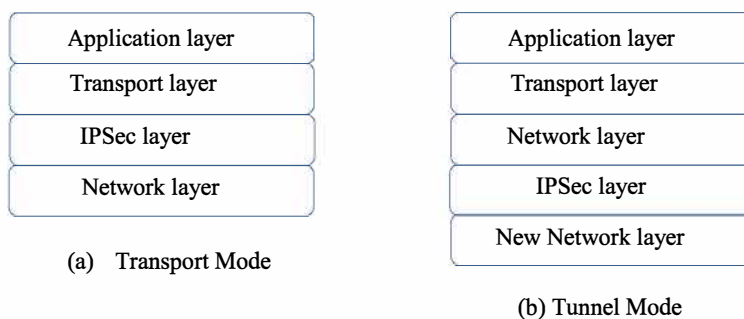 Application layer
Transport layer
IPSec layer
Network layer
(a) Transport Mode
Application layer
Transport layer
Network layer
IPSec layer
New Network layer
(b) Tunnel Mode